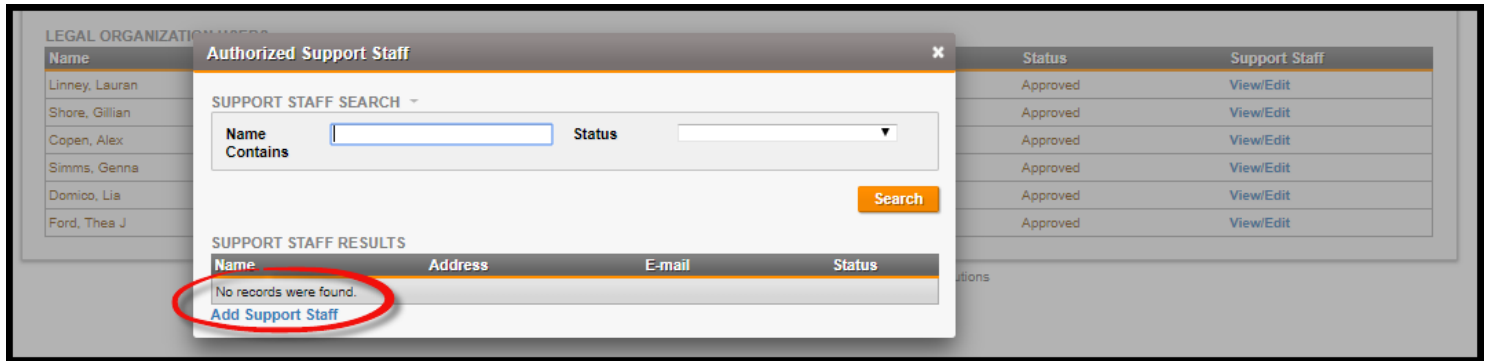 LEGAL ORGANIZATION USERS
Name Status Support Staff
Linney, Lauran Approved View/Edit
Shore, Gillian Approved View/Edit
Copen, Alex Approved View/Edit
Simms, Genna Approved View/Edit
Domico, Lia Approved View/Edit
Ford, Thea J Approved View/Edit
Authorized Support Staff
SUPPORT STAFF SEARCH
Name Status
Contains
Search
SUPPORT STAFF RESULTS
Name Address E-mail Status
No records were found.
Add Support Staff